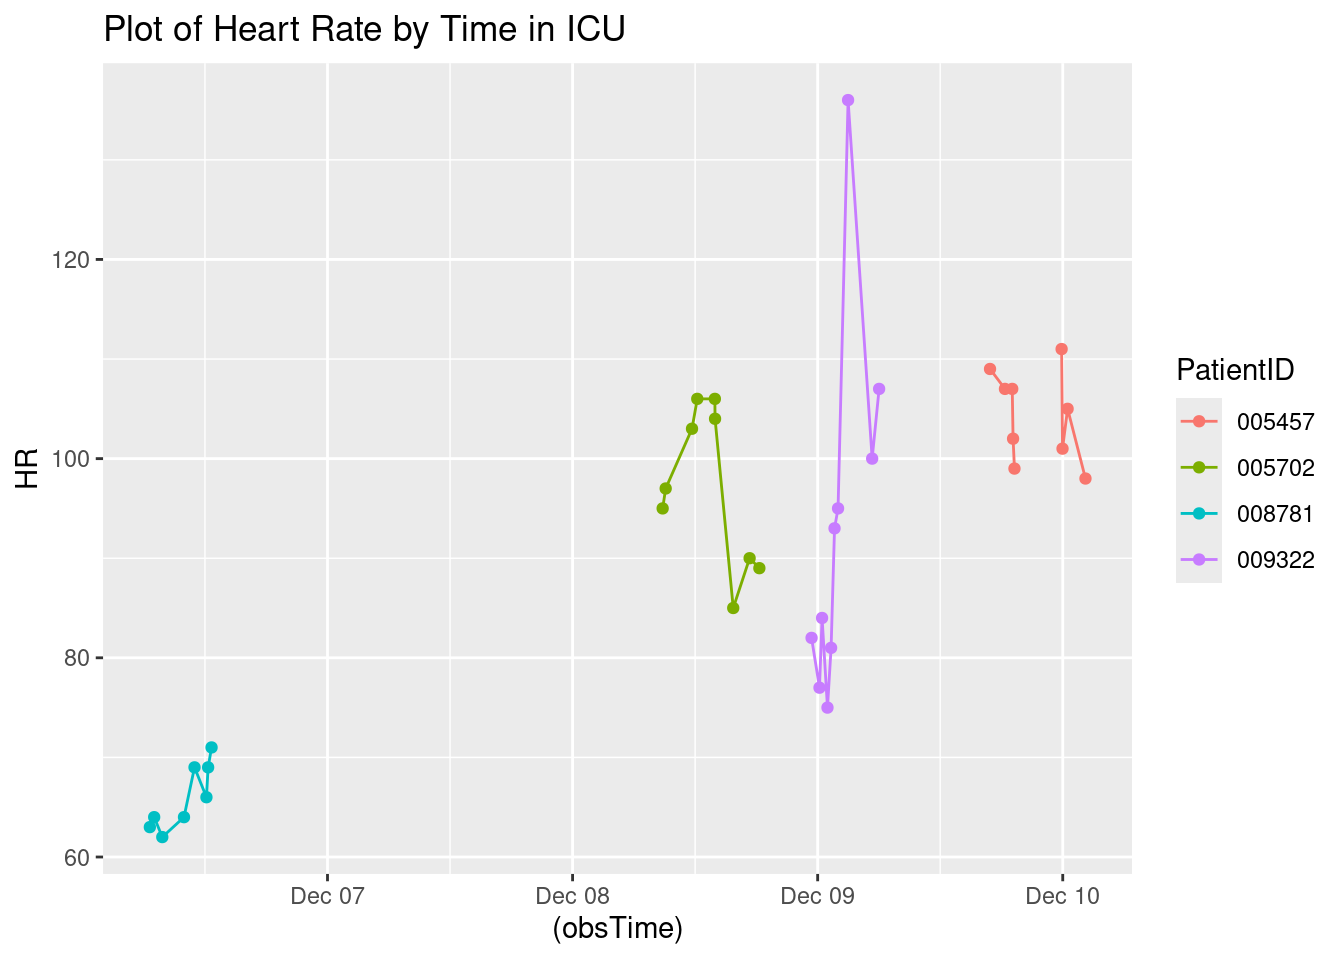 Plot of Heart Rate by Time in ICU
HR
120
100
80
60
Dec 07
Dec 08
Dec 09
Dec 10
(obsTime)
PatientID
005457
005702
008781
009322